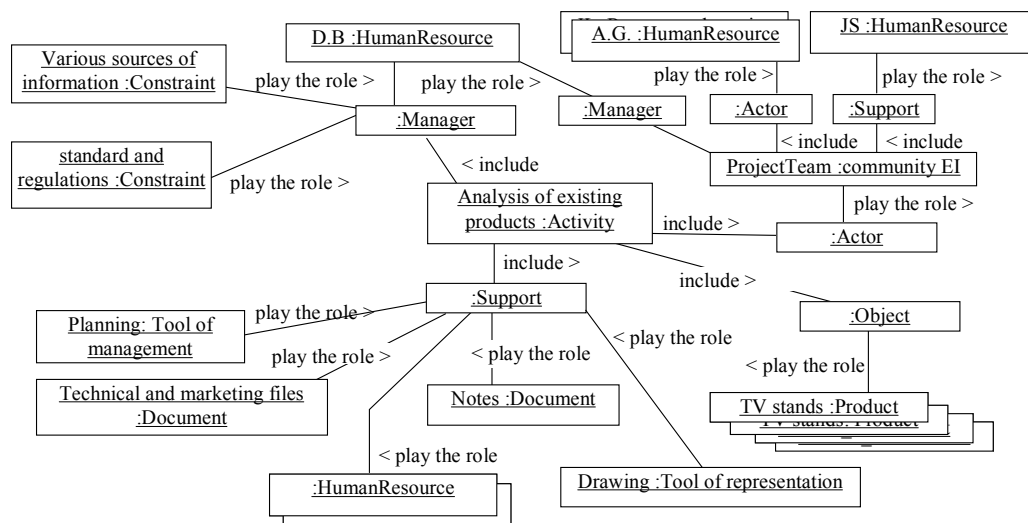 D.B :HumanResource
A.G. :HumanResource
JS :HumanResource
Various sources of
information :Constraint
play the role >
play the role >
play the role >
play the role >
:Manager
:Manager
:Actor
:Support
< include
< include
standard and
regulations :Constraint
play the role >
< include
ProjectTeam :community EI
Analysis of existing
products :Activity
play the role >
include >
:Actor
include >
include >
:Support
:Object
Planning: Tool of
management
play the role >
< play the role
play the role >
< play the role
< play the role
Technical and marketing files
:Document
Notes :Document
TV stands :Product
TV stands: Product
< play the role
:HumanResource
Drawing :Tool of representation